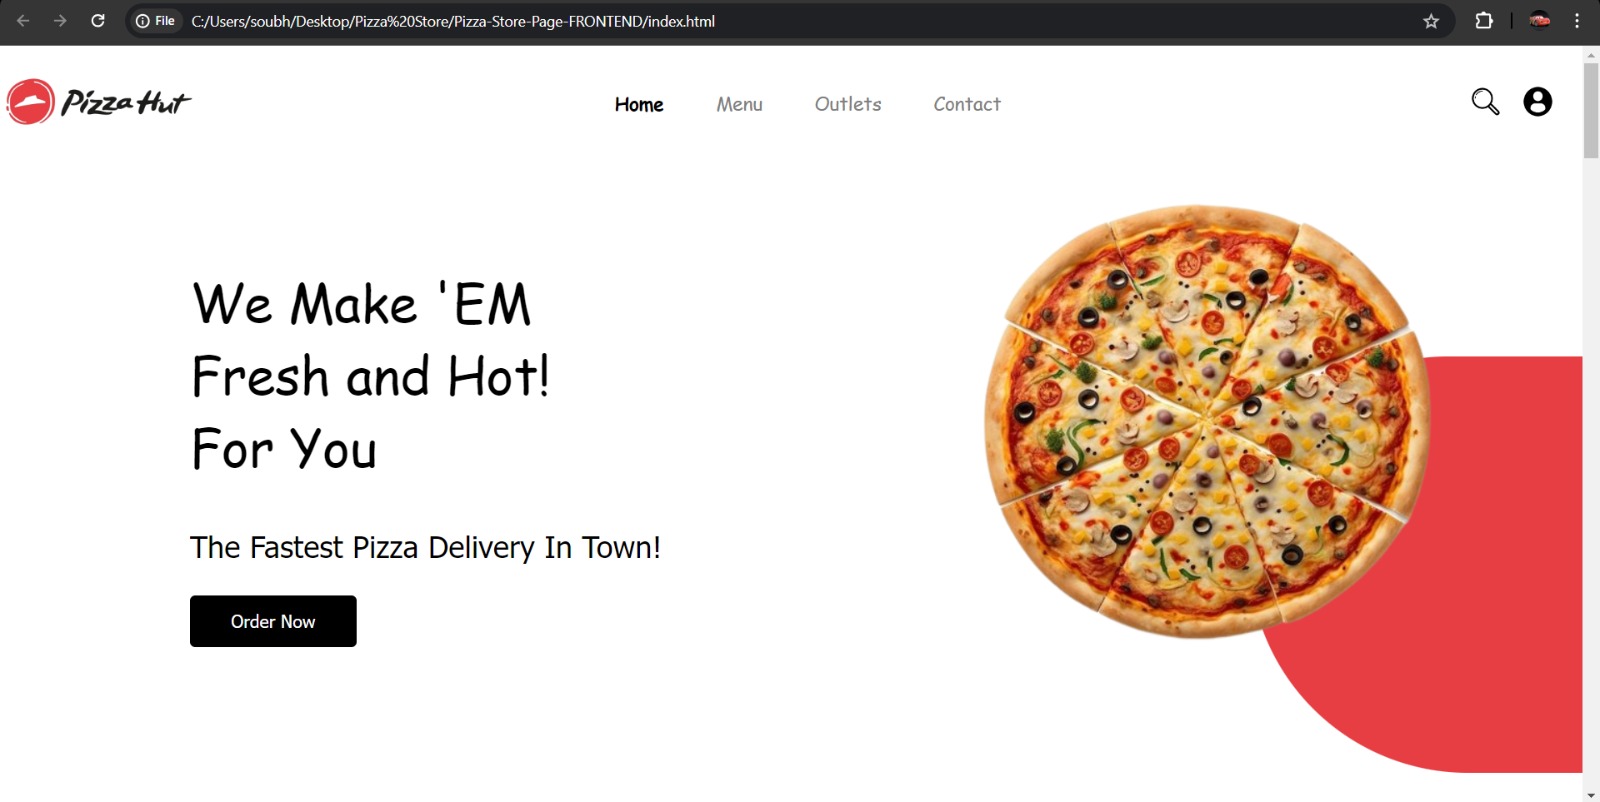 File C:/Users/soubh/Desktop/Pizza%20Store/Pizza-Store-Page-FRONTEND/index.html
Pizza Hut
Home Menu Outlets Contact
We Make 'EM
Fresh and Hot!
For You
The Fastest Pizza Delivery In Town!
Order Now